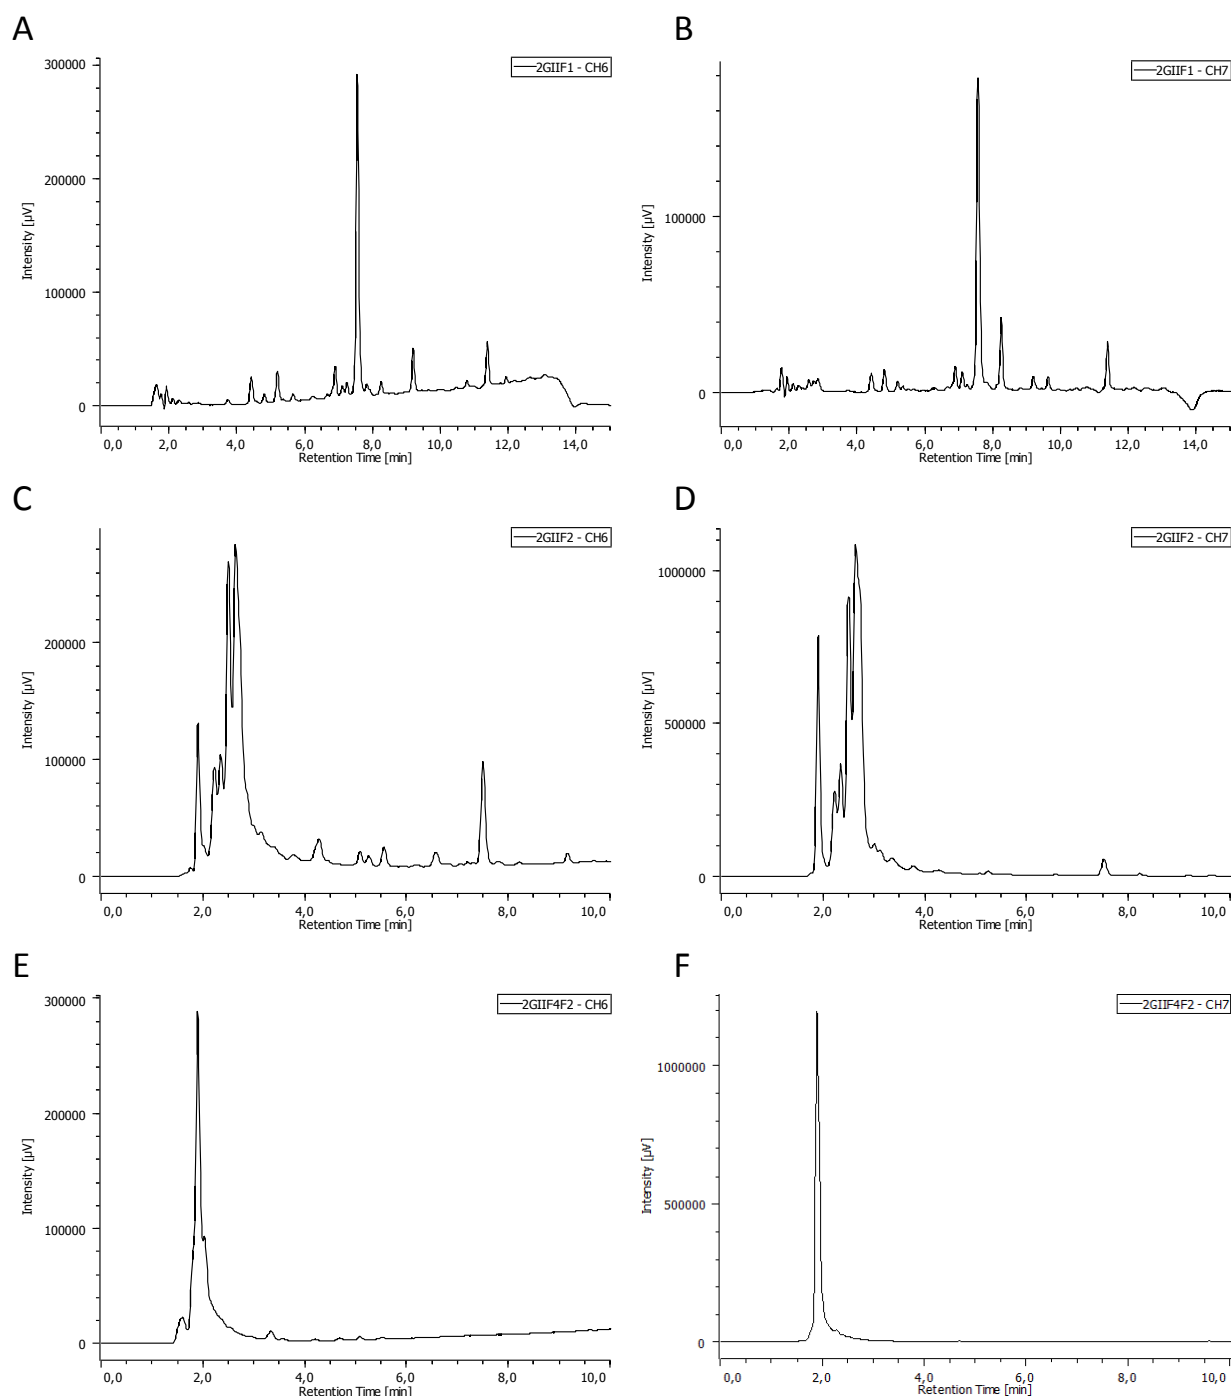 A
2GIIF1 - CH6
Intensity [µV]
300000
200000
100000
0
0,0 2,0 4,0 6,0 8,0 10,0 12,0 14,0
Retention Time [min]
B
2GIIF1 - CH7
Intensity [µV]
100000
0
0,0 2,0 4,0 6,0 8,0 10,0 12,0 14,0
Retention Time [min]
C
2GIIF2 - CH6
Intensity [µV]
200000
100000
0
0,0 2,0 4,0 6,0 8,0 10,0
Retention Time [min]
D
2GIIF2 - CH7
Intensity [µV]
1000000
500000
0
0,0 2,0 4,0 6,0 8,0 10,0
Retention Time [min]
E
2GIIF4F2 - CH6
Intensity [µV]
300000
200000
100000
0
0,0 2,0 4,0 6,0 8,0 10,0
Retention Time [min]
F
2GIIF4F2 - CH7
Intensity [µV]
1000000
500000
0
0,0 2,0 4,0 6,0 8,0 10,0
Retention Time [min]